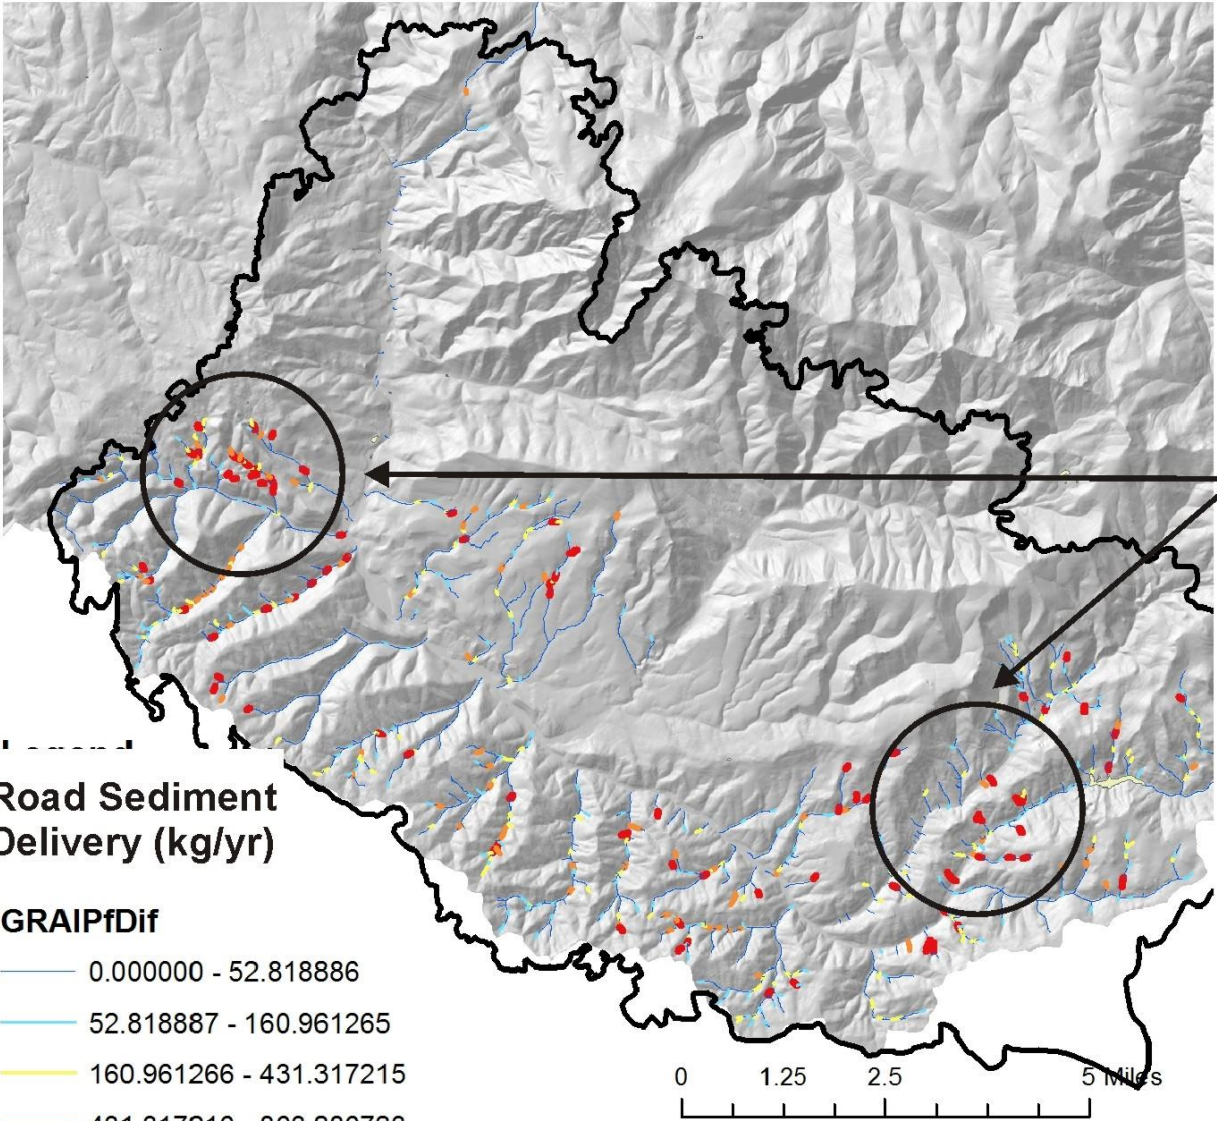 Road Sediment
Delivery (kg/yr)
GRAIPfDif
0.000000 - 52.818886
52.818887 - 160.961265
160.961266 - 431.317215
0 1.25 2.5 5 Miles